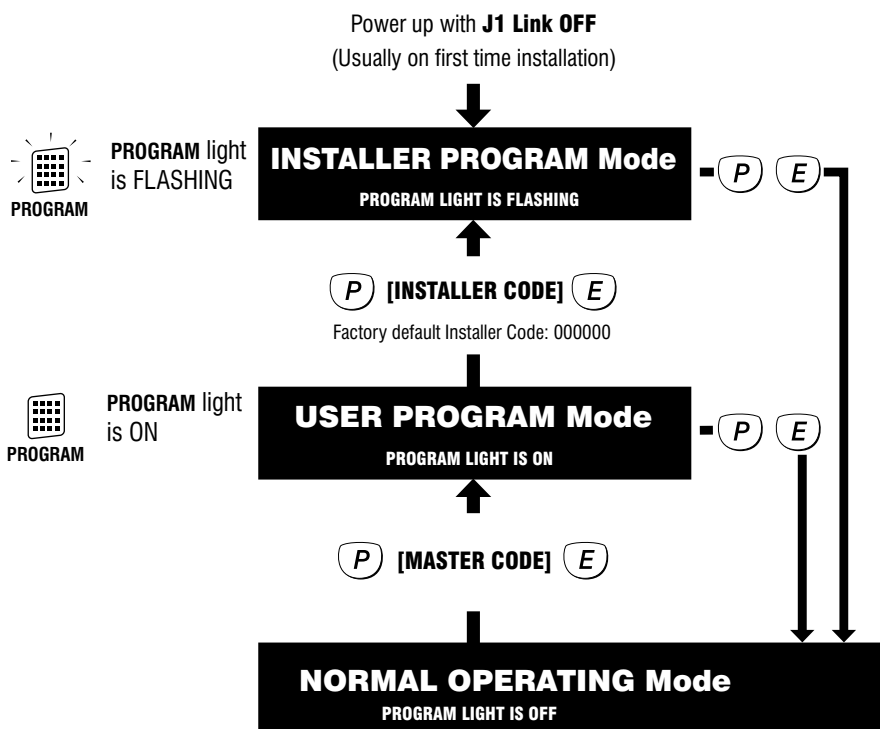 Power up with J1 Link OFF
(Usually on first time installation)
PROGRAM
PROGRAM light
is FLASHING
INSTALLER PROGRAM Mode
PROGRAM LIGHT IS FLASHING
P E
P [INSTALLER CODE] E
Factory default Installer Code: 000000
PROGRAM
PROGRAM light
is ON
USER PROGRAM Mode
PROGRAM LIGHT IS ON
P E
P [MASTER CODE] E
NORMAL OPERATING Mode
PROGRAM LIGHT IS OFF